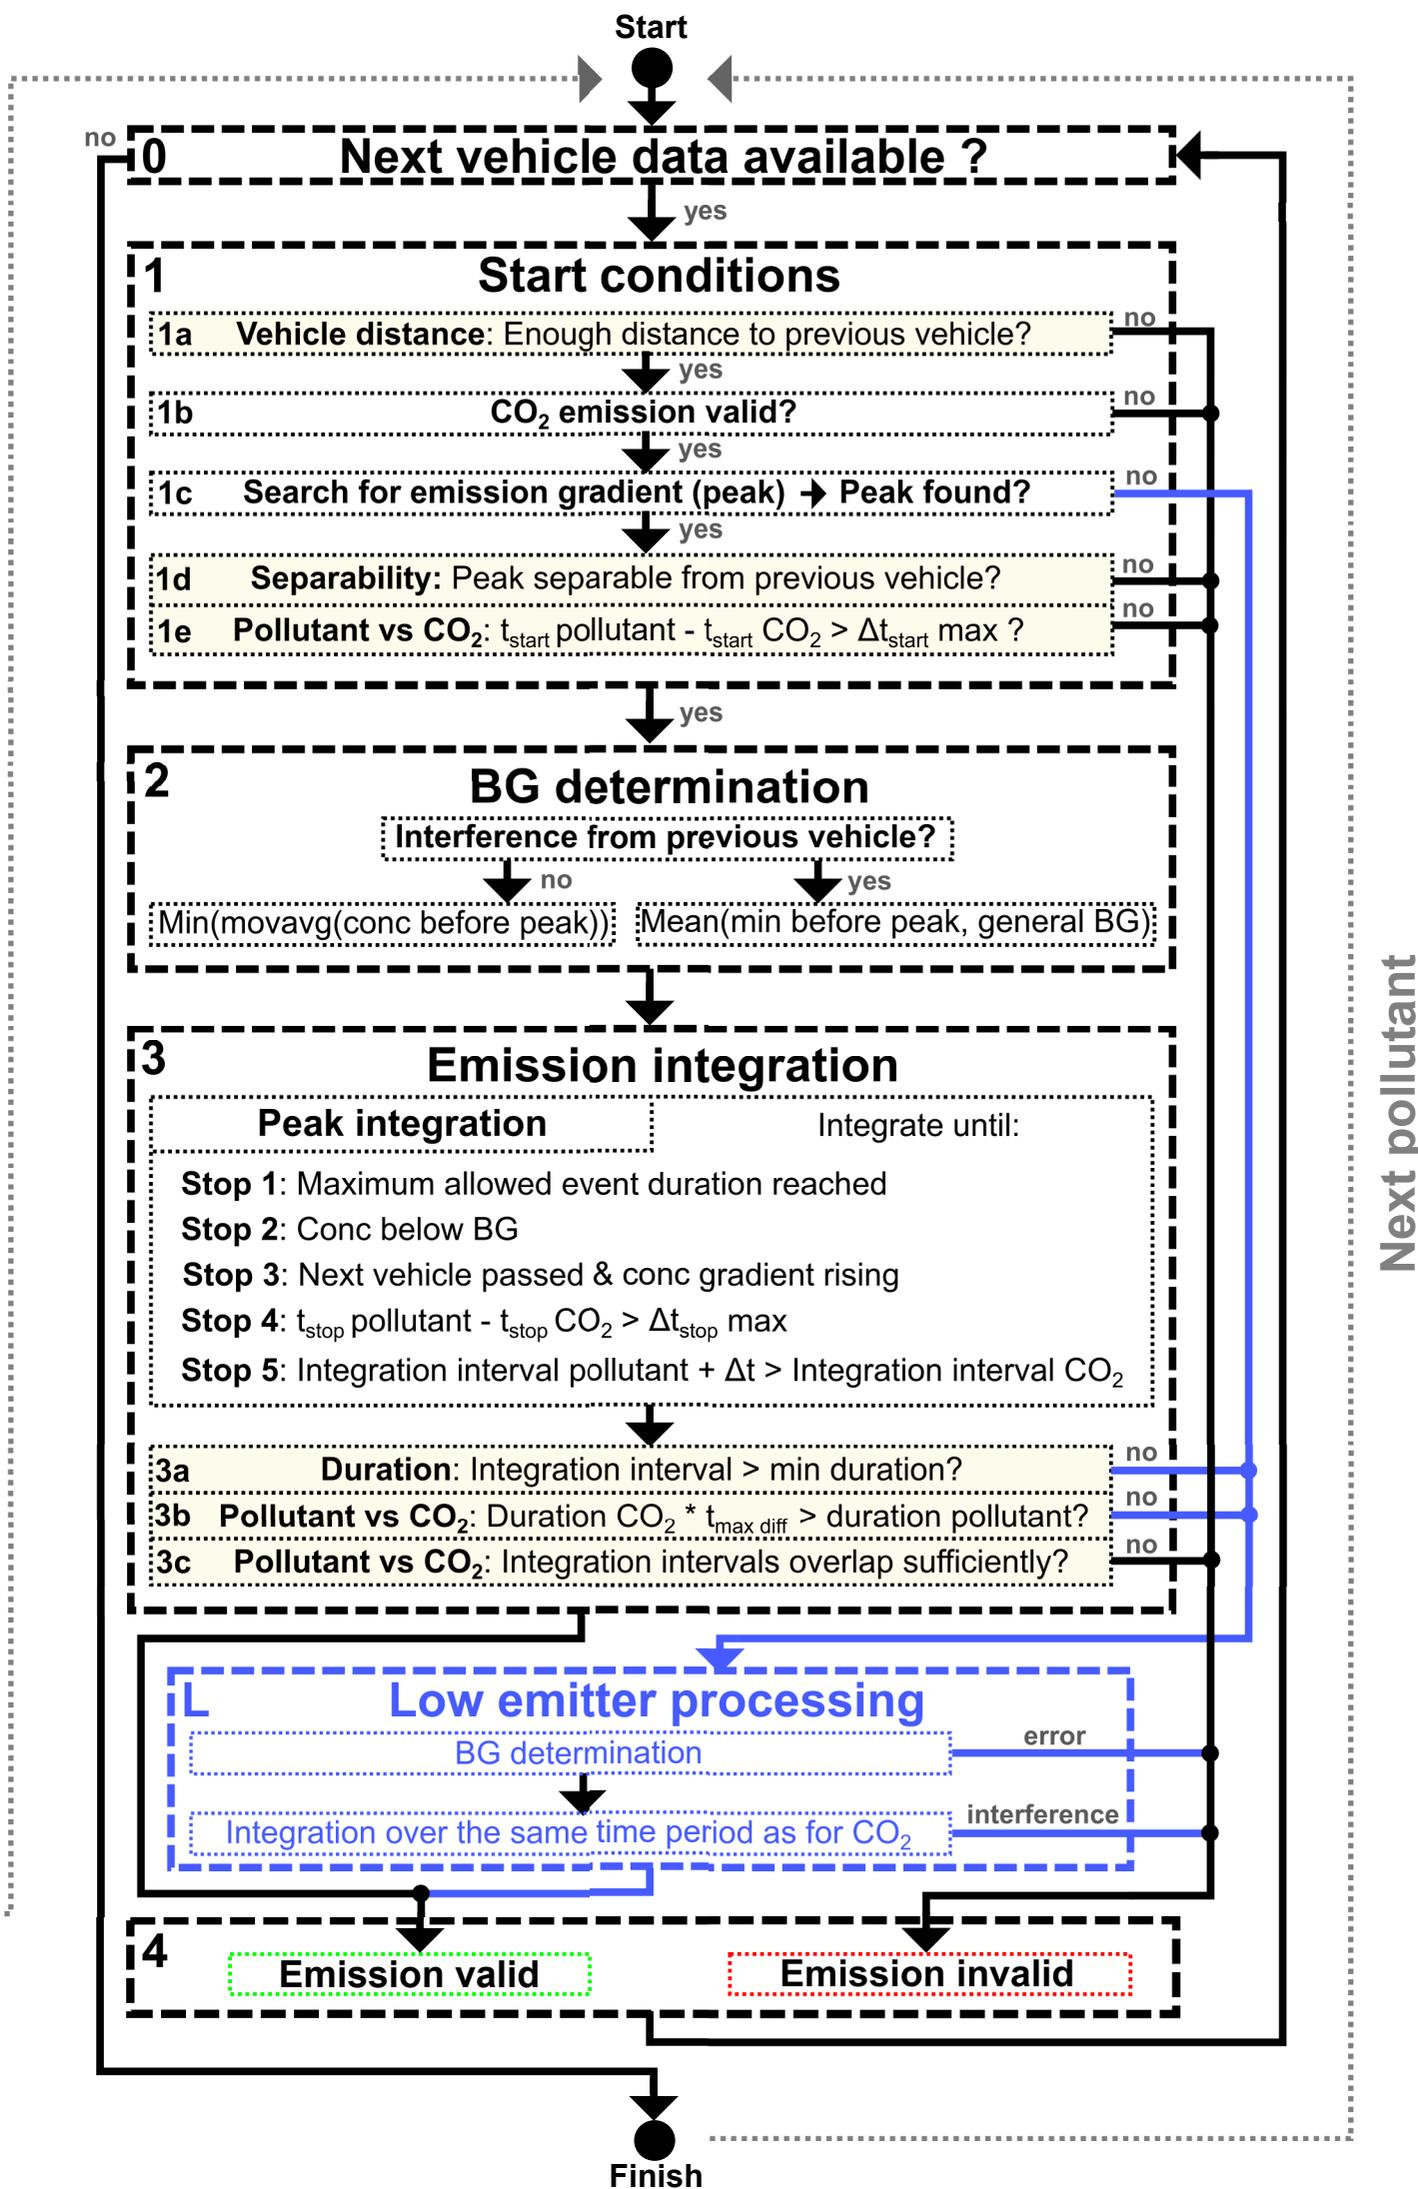 Start
no
0 Next vehicle data available ?
yes
1 Start conditions
1a Vehicle distance: Enough distance to previous vehicle?
no
yes
1b CO2 emission valid?
no
yes
1c Search for emission gradient (peak) → Peak found?
no
yes
1d Separability: Peak separable from previous vehicle?
no
1e Pollutant vs CO2: tstart pollutant - tstart CO2 > Δtstart max ?
no
yes
2 BG determination
Interference from previous vehicle?
no
yes
Min(movavg(conc before peak))
Mean(min before peak, general BG)
3 Emission integration
Peak integration
Integrate until:
Stop 1: Maximum allowed event duration reached
Stop 2: Conc below BG
Stop 3: Next vehicle passed & conc gradient rising
Stop 4: tstop pollutant - tstop CO2 > Δtstop max
Stop 5: Integration interval pollutant + Δt > Integration interval CO2
3a Duration: Integration interval > min duration?
no
3b Pollutant vs CO2: Duration CO2 * tmax diff > duration pollutant?
no
3c Pollutant vs CO2: Integration intervals overlap sufficiently?
no
L Low emitter processing
BG determination
error
Integration over the same time period as for CO2
interference
4
Emission valid
Emission invalid
Finish
Next pollutant